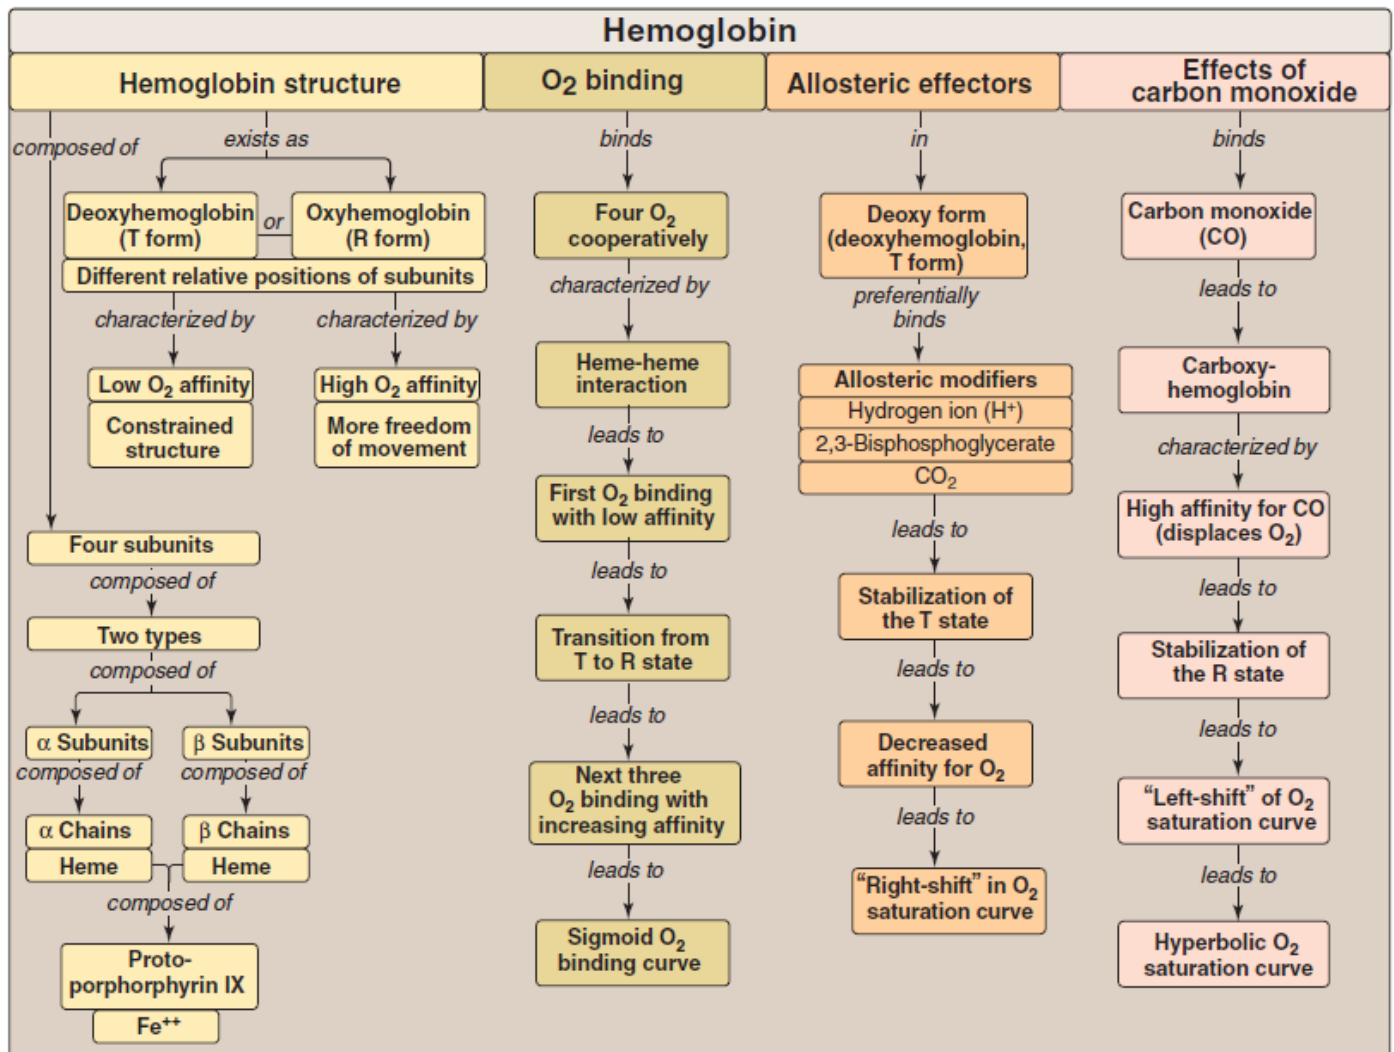 Hemoglobin
Hemoglobin structure
composed of
exists as
Deoxyhemoglobin
(T form)
or
Oxyhemoglobin
(R form)
Different relative positions of subunits
characterized by
characterized by
Low O₂ affinity
Constrained
structure
High O₂ affinity
More freedom
of movement
Four subunits
composed of
Two types
composed of
α Subunits
β Subunits
composed of
composed of
α Chains
Heme
β Chains
Heme
composed of
Proto-
porphorphyrin IX
Fe⁺⁺
O₂ binding
binds
Four O₂
cooperatively
characterized by
Heme-heme
interaction
leads to
First O₂ binding
with low affinity
leads to
Transition from
T to R state
leads to
Next three
O₂ binding with
increasing affinity
leads to
Sigmoid O₂
binding curve
Allosteric effectors
in
Deoxy form
(deoxyhemoglobin,
T form)
preferentially
binds
Allosteric modifiers
Hydrogen ion (H⁺)
2,3-Bisphosphoglycerate
CO₂
leads to
Stabilization of
the T state
leads to
Decreased
affinity for O₂
leads to
“Right-shift” in O₂
saturation curve
Effects of
carbon monoxide
binds
Carbon monoxide
(CO)
leads to
Carboxy-
hemoglobin
characterized by
High affinity for CO
(displaces O₂)
leads to
Stabilization of
the R state
leads to
“Left-shift” of O₂
saturation curve
leads to
Hyperbolic O₂
saturation curve